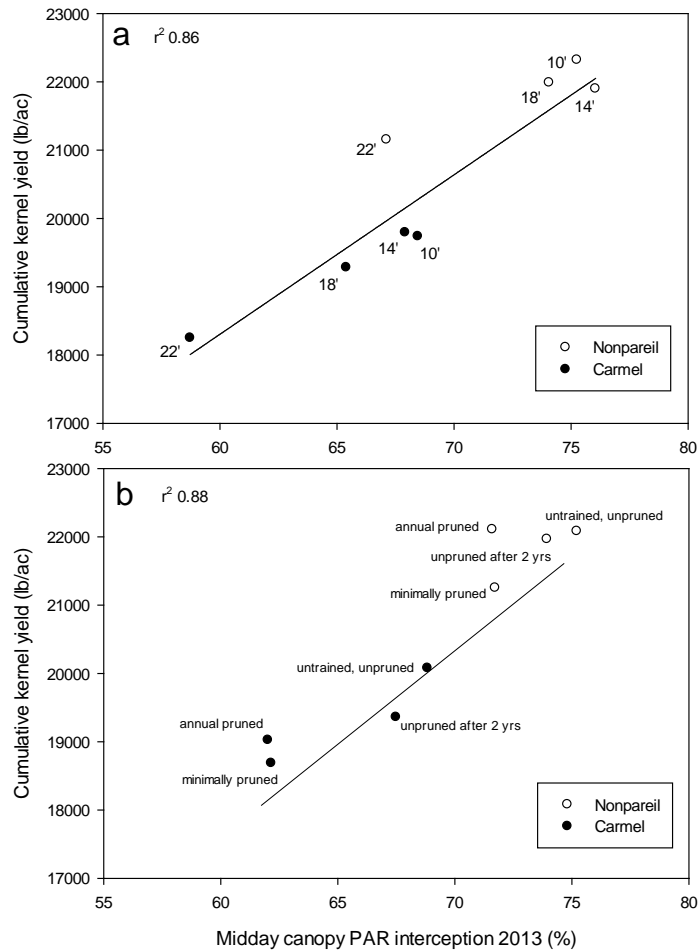 a
r² 0.86
Cumulative kernel yield (lb/ac)
23000
22000
21000
20000
19000
18000
17000
10'
18'
14'
22'
14'
10'
18'
22'
Nonpareil
Carmel
55 60 65 70 75 80
b
r² 0.88
Cumulative kernel yield (lb/ac)
23000
22000
21000
20000
19000
18000
17000
untrained, unpruned
annual pruned
unpruned after 2 yrs
minimally pruned
untrained, unpruned
annual pruned
unpruned after 2 yrs
minimally pruned
Nonpareil
Carmel
55 60 65 70 75 80
Midday canopy PAR interception 2013 (%)